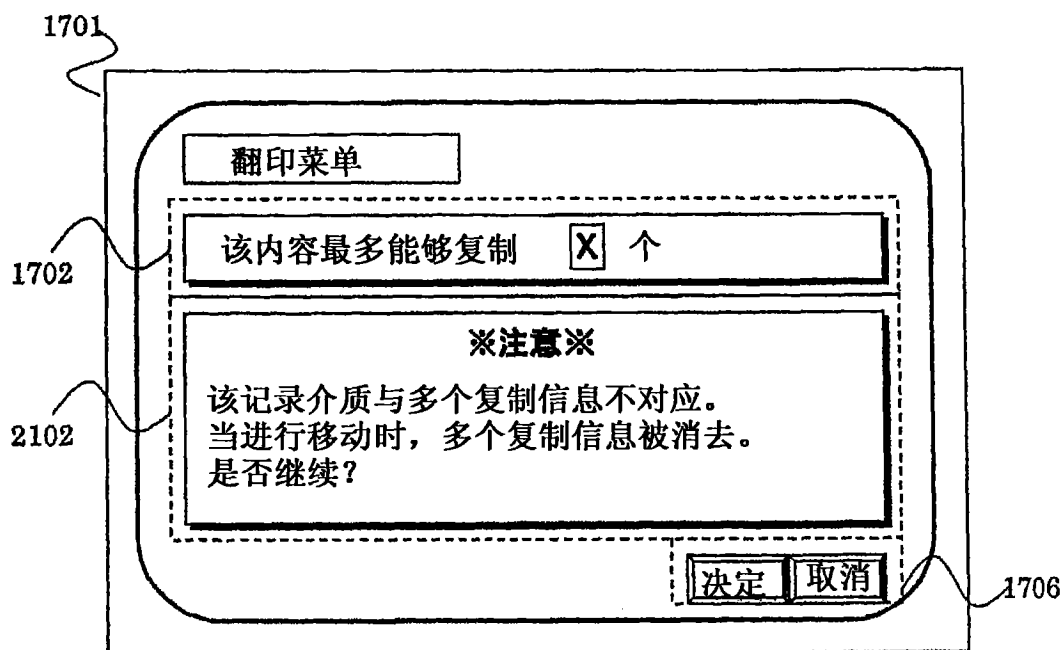 1701
翻印菜单
该内容最多能够复制 X 个
1702
※注意※
该记录介质与多个复制信息不对应。
当进行移动时，多个复制信息被消去。
是否继续？
2102
决定 取消
1706